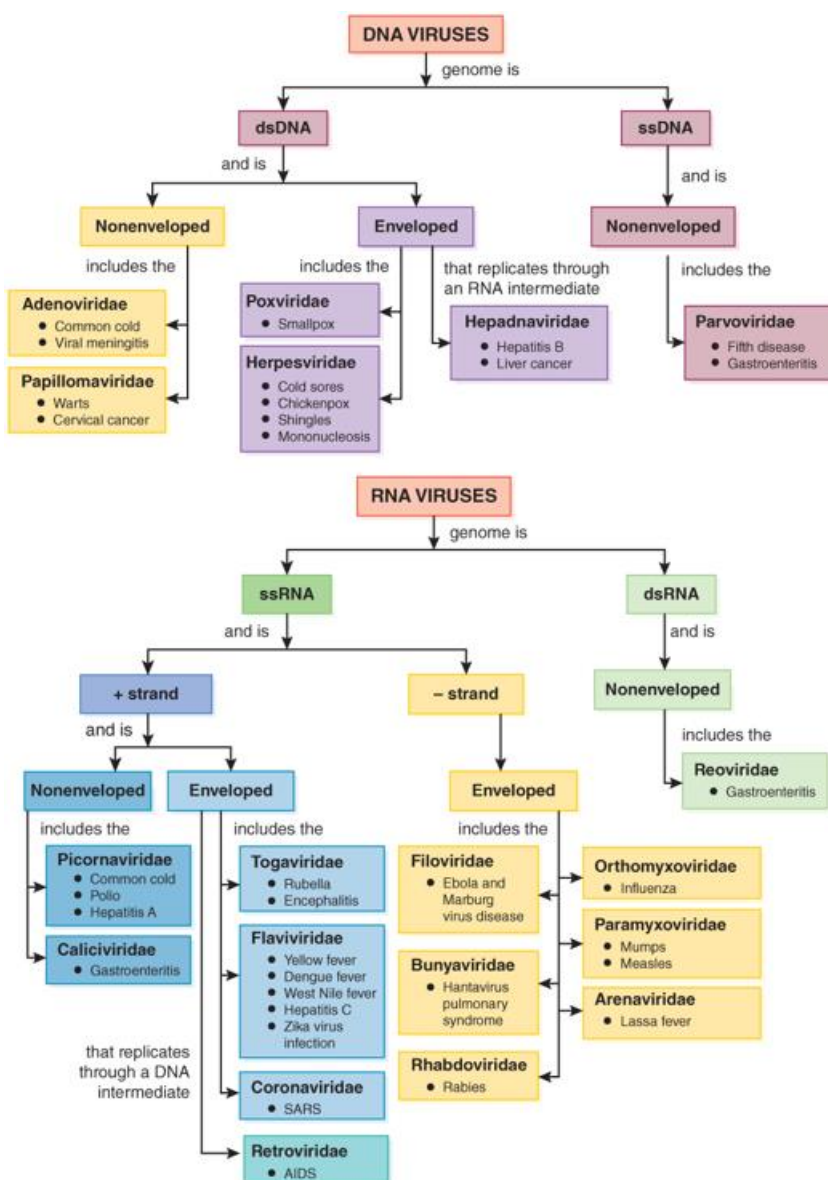 DNA VIRUSES
genome is
dsDNA
ssDNA
and is
and is
Nonenveloped
Enveloped
Nonenveloped
includes the
includes the
that replicates through
an RNA intermediate
includes the
Adenoviridae
• Common cold
• Viral meningitis
Papillomaviridae
• Warts
• Cervical cancer
Poxviridae
• Smallpox
Herpesviridae
• Cold sores
• Chickenpox
• Shingles
• Mononucleosis
Hepadnaviridae
• Hepatitis B
• Liver cancer
Parvoviridae
• Fifth disease
• Gastroenteritis
RNA VIRUSES
genome is
ssRNA
dsRNA
and is
and is
+ strand
– strand
Nonenveloped
and is
includes the
Reoviridae
• Gastroenteritis
Nonenveloped
Enveloped
Enveloped
includes the
includes the
includes the
Picornaviridae
• Common cold
• Polio
• Hepatitis A
Caliciviridae
• Gastroenteritis
Togaviridae
• Rubella
• Encephalitis
Flaviviridae
• Yellow fever
• Dengue fever
• West Nile fever
• Hepatitis C
• Zika virus
infection
that replicates
through a DNA
intermediate
Coronaviridae
• SARS
Retroviridae
• AIDS
Filoviridae
• Ebola and
Marburg
virus disease
Bunyaviridae
• Hantavirus
pulmonary
syndrome
Rhabdoviridae
• Rabies
Orthomyxoviridae
• Influenza
Paramyxoviridae
• Mumps
• Measles
Arenaviridae
• Lassa fever